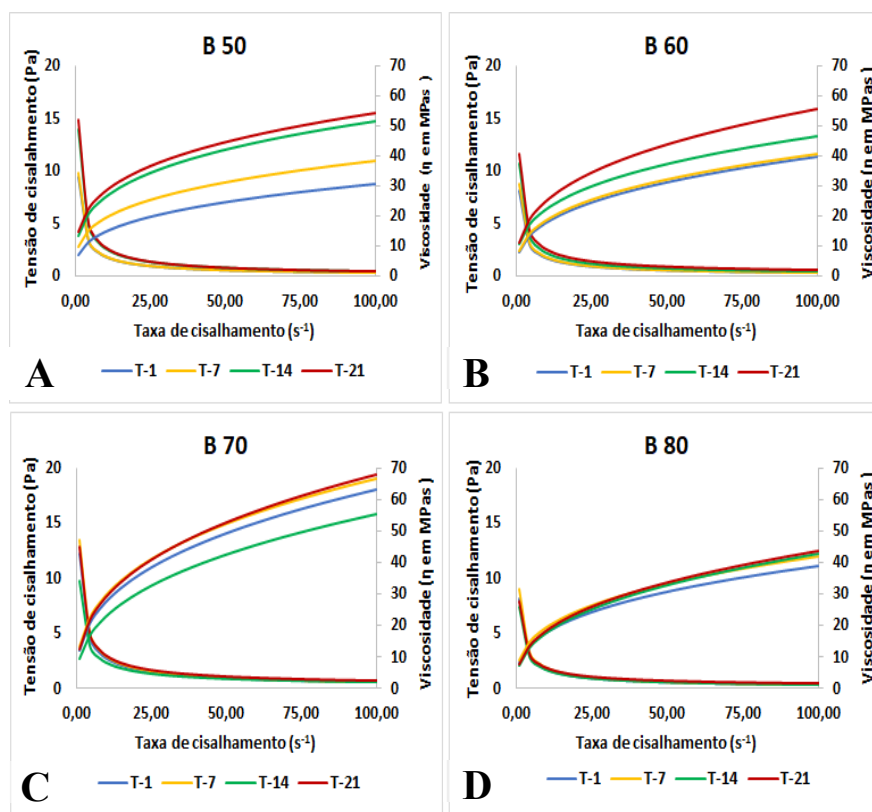 B 50
Tensão de cisalahmento (Pa)
20
15
10
5
0
70
60
50
40
30
20
10
0
Viscosidade (η em MPas )
0,00 25,00 50,00 75,00 100,00
Taxa de cisalhamento (s⁻¹)
A
T-1 T-7 T-14 T-21
B 60
Tensão de cisalhamento (Pa)
20
15
10
5
0
70
60
50
40
30
20
10
0
Viscosidade (η em MPas)
0,00 25,00 50,00 75,00 100,00
Taxa de cisalhamento (s⁻¹)
B
T-1 T-7 T-14 T-21
B 70
Tensão de cisalhamento (Pa)
20
15
10
5
0
70
60
50
40
30
20
10
0
Viscosidade (η em MPas)
0,00 25,00 50,00 75,00 100,00
Taxa de cisalhamento (s⁻¹)
C
T-1 T-7 T-14 T-21
B 80
Tensão de cisalhamento (Pa)
20
15
10
5
0
70
60
50
40
30
20
10
0
Viscosidade (η em MPas)
0,00 25,00 50,00 75,00 100,00
Taxa de cisalhamento (s⁻¹)
D
T-1 T-7 T-14 T-21